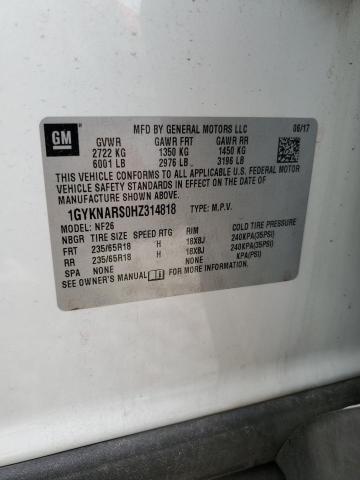 GM
MFD BY GENERAL MOTORS LLC 06/17
GVWR GAWR FRT GAWR RR
2722 KG 1350 KG 1450 KG
6001 LB 2976 LB 3196 LB
THIS VEHICLE CONFORMS TO ALL APPLICABLE U.S. FEDERAL MOTOR
VEHICLE SAFETY STANDARDS IN EFFECT ON THE DATE OF
MANUFACTURE SHOWN ABOVE.
1GYKNARS0HZ314818 TYPE: M.P.V.
MODEL: NF26
NBGR TIRE SIZE SPEED RTG RIM COLD TIRE PRESSURE
FRT 235/65R18 H 18X8J 240KPA(35PSI)
RR 235/65R18 H 18X8J 240KPA(35PSI)
SPA NONE NONE KPA(PSI)
SEE OWNER'S MANUAL FOR MORE INFORMATION